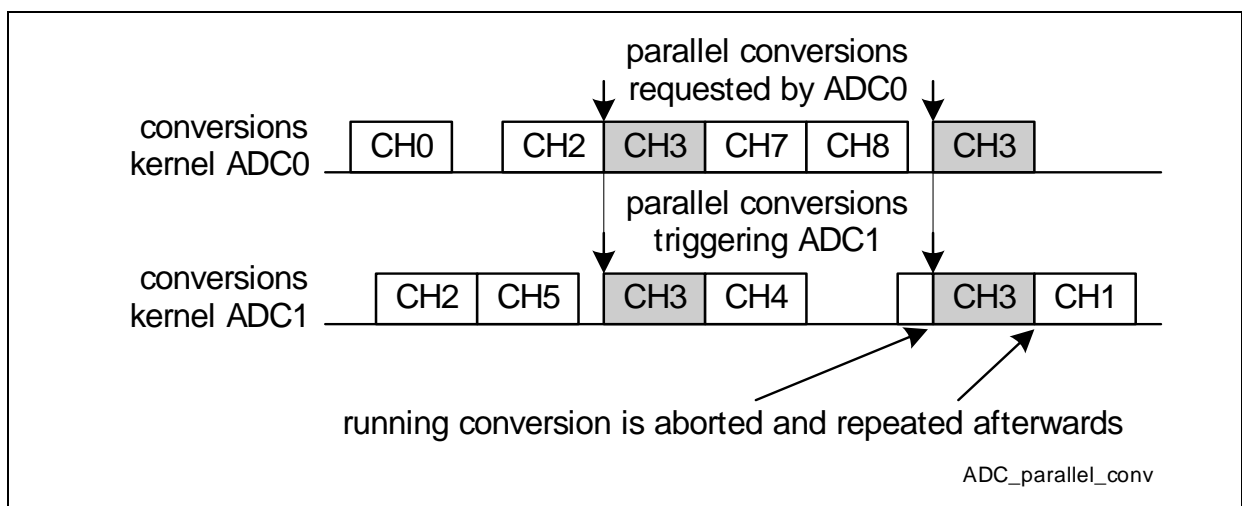 parallel conversions
requested by ADC0
conversions
kernel ADC0
CH0 CH2 CH3 CH7 CH8 CH3
parallel conversions
triggering ADC1
conversions
kernel ADC1
CH2 CH5 CH3 CH4 CH3 CH1
running conversion is aborted and repeated afterwards
ADC_parallel_conv